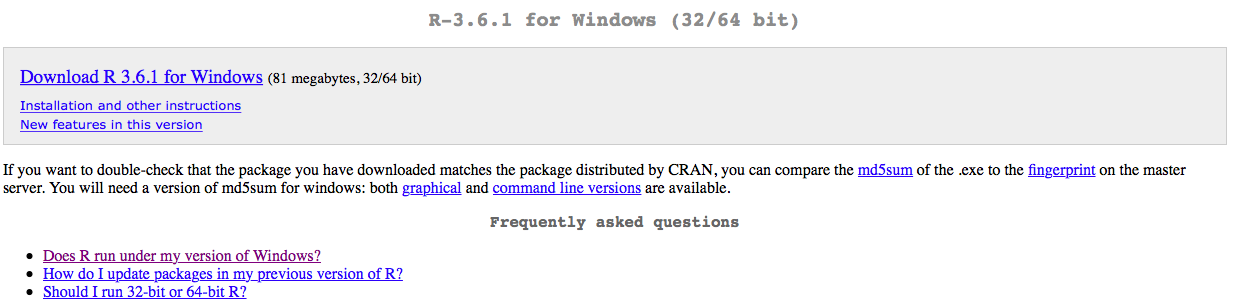 R-3.6.1 for Windows (32/64 bit)
Download R 3.6.1 for Windows (81 megabytes, 32/64 bit)
Installation and other instructions
New features in this version
If you want to double-check that the package you have downloaded matches the package distributed by CRAN, you can compare the md5sum of the .exe to the fingerprint on the master
server. You will need a version of md5sum for windows: both graphical and command line versions are available.
Frequently asked questions
• Does R run under my version of Windows?
• How do I update packages in my previous version of R?
• Should I run 32-bit or 64-bit R?